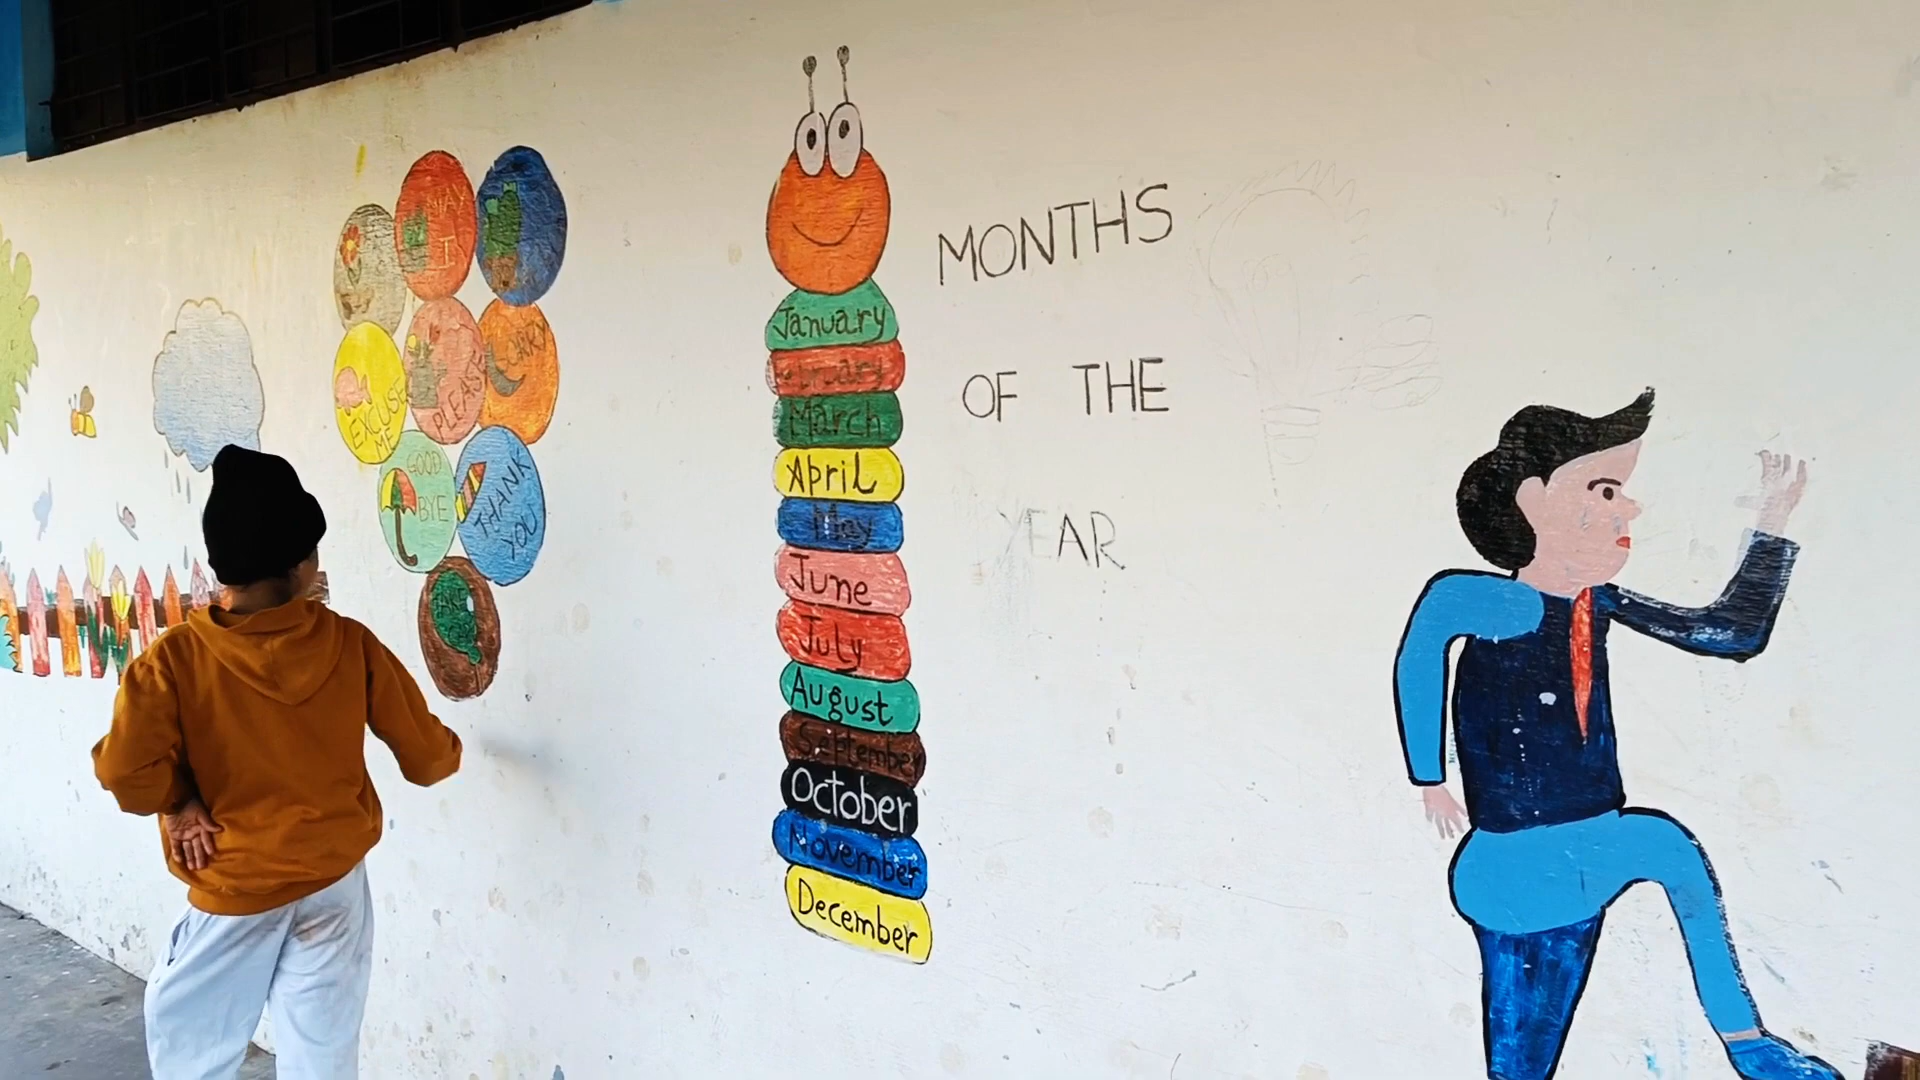 MAY
I
EXCUSE
ME
PLEASE
SORRY
GOOD
BYE
THANK
YOU
January
February
March
April
May
June
July
August
September
October
November
December
MONTHS
OF THE
YEAR